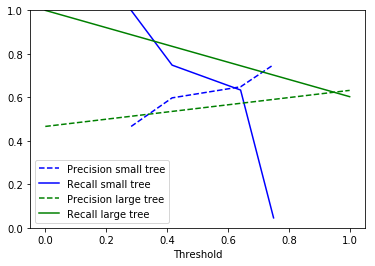 1.0
0.8
0.6
0.4
0.2
0.0
Precision small tree
Recall small tree
Precision large tree
Recall large tree
0.0 0.2 0.4 0.6 0.8 1.0
Threshold